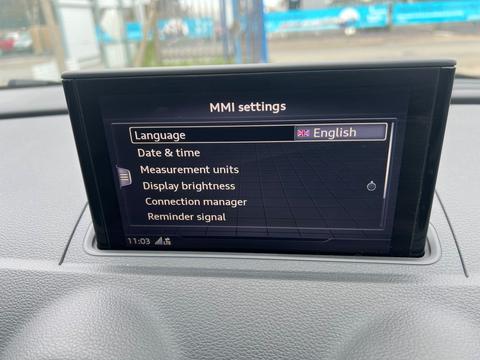 MMI settings
Language English
Date & time
Measurement units
Display brightness
Connection manager
Reminder signal
11:03